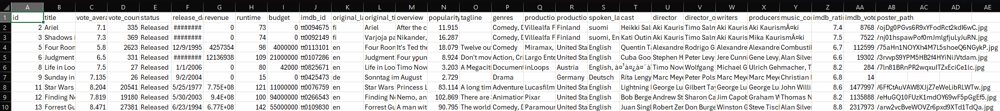 A B C D E F G H I J K L M N O P Q R S T U V W X Y Z AA AB AC AD AE
1 id title vote_avera vote_coun status release_da revenue runtime budget imdb_id original_la original_ti overview popularity tagline genres productio productio spoken_la cast director director_o writers producers music_con imdb_rati imdb_vote poster_path
2 2 Ariel 7.1 335 Released ######## 0 73 0 tt0094675 fi Ariel After the c 11.915 Comedy, D Villealfa F Finland suomi Heikki Sal Aki Kauris Timo Salm Aki Kauris Aki KaurismÃ¤ki 7.4 8768 /ojDg0PGvs6R9xYFodRct2kdI6wC.jpg
3 3 Shadows i 7.3 369 Released ######## 0 74 0 tt0092149 fi Varjoja pa Nikander, 16.287 Comedy, D Villealfa F Finland suomi, En Kati Outin Aki Kauris Timo Salm Aki Kauris Mika KaurismÃ¤ki 7.5 7522 /nj01hspawPof0mJmlgfjuLyJuRN.jpg
4 5 Four Room 5.8 2623 Released 12/9/1995 4257354 98 4000000 tt0113101 en Four Room It's Ted the 18.079 Twelve ou Comedy Miramax, United Sta English Quentin Ta Alexandre Rodrigo G Alexandre Alexandre Combusti 6.7 112599 /75aHn1NOYXh4M7L5shoeQ6NGykP.jpg
5 6 Judgment 6.5 331 Released ######## 12136938 109 21000000 tt0107286 en Judgment Four youn 8.924 Don't mov Action, Cri Largo Ente United Sta English Cuba Goo Stephen H Peter Levy Jere Cunni Gene Levy, Alan Silves 6.6 19302 /3rvvpS9YPM5HB2f4HYiNiJVtdam.jpg
6 8 Life in Loo 7.5 27 Released 1/1/2006 0 80 42000 tt0825671 en Life in Loo Timo Novo 3.203 A Megaciti Document inLoops Austria English, à¤¹à¤¿à¤¨à¥ Timo Novo Wolfgang Michael G Ulrich Gehmacher, T 8.2 284 /7ln81BRnPR2wqxuITZxEciCe1lc.jpg
7 9 Sunday in 7.135 26 Released 9/2/2004 0 15 0 tt0425473 de Sonntag im August 2.729 Drama Germany Deutsch Rita Lengy Marc Meye Peter Pols Marc Meye Marc Meye Christian 6.8 14
8 11 Star Wars 8.204 20541 Released 5/25/1977 7.75E+08 121 11000000 tt0076759 en Star Wars Princess L 83.114 A long tim Adventure Lucasfilm United Sta English Lightning George Lu Gilbert Tay George Lu George Lu John Willi 8.6 1477997 /6FfCtAuVAW8XJjZ7eWeLibRLWTw.jpg
9 12 Finding Ne 7.819 19180 Released 5/30/2003 9.4E+08 100 94000000 tt0266543 en Finding Ne Nemo, an 102.869 There are Animation Pixar United Sta English Bob Berge Andrew St Sharon Ca Jim Capob Graham W Thomas N 8.2 1135888 /eHuGQ10FUzK1mdOY69wF5pGgEf5.jpg
10 13 Forrest Gu 8.471 27381 Released 6/23/1994 6.77E+08 142 55000000 tt0109830 en Forrest Gu A man wit 90.795 The world Comedy, D Paramour United Sta English Juan Singl Robert Zer Don Burge Winston G Steve Tisc Alan Silves 8.8 2317973 /arw2vcBveWOVZr6pxd9XTd1TdQa.jpg